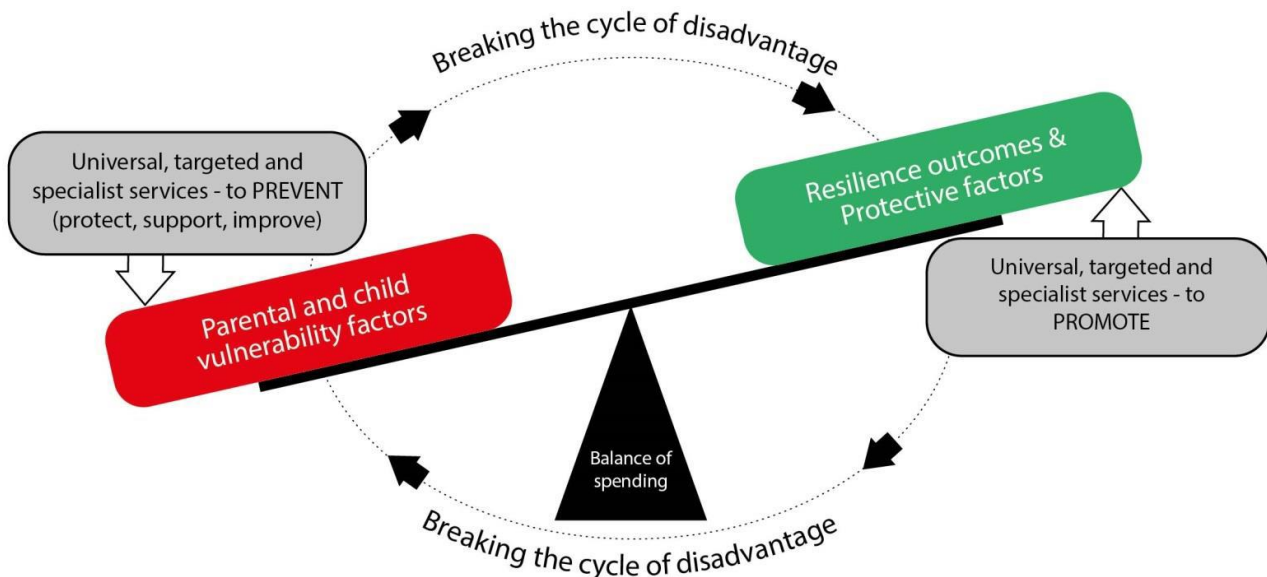 Breaking the cycle of disadvantage
Universal, targeted and
specialist services - to PREVENT
(protect, support, improve)
Resilience outcomes &
Protective factors
Parental and child
vulnerability factors
Universal, targeted and
specialist services - to
PROMOTE
Balance of
spending
Breaking the cycle of disadvantage